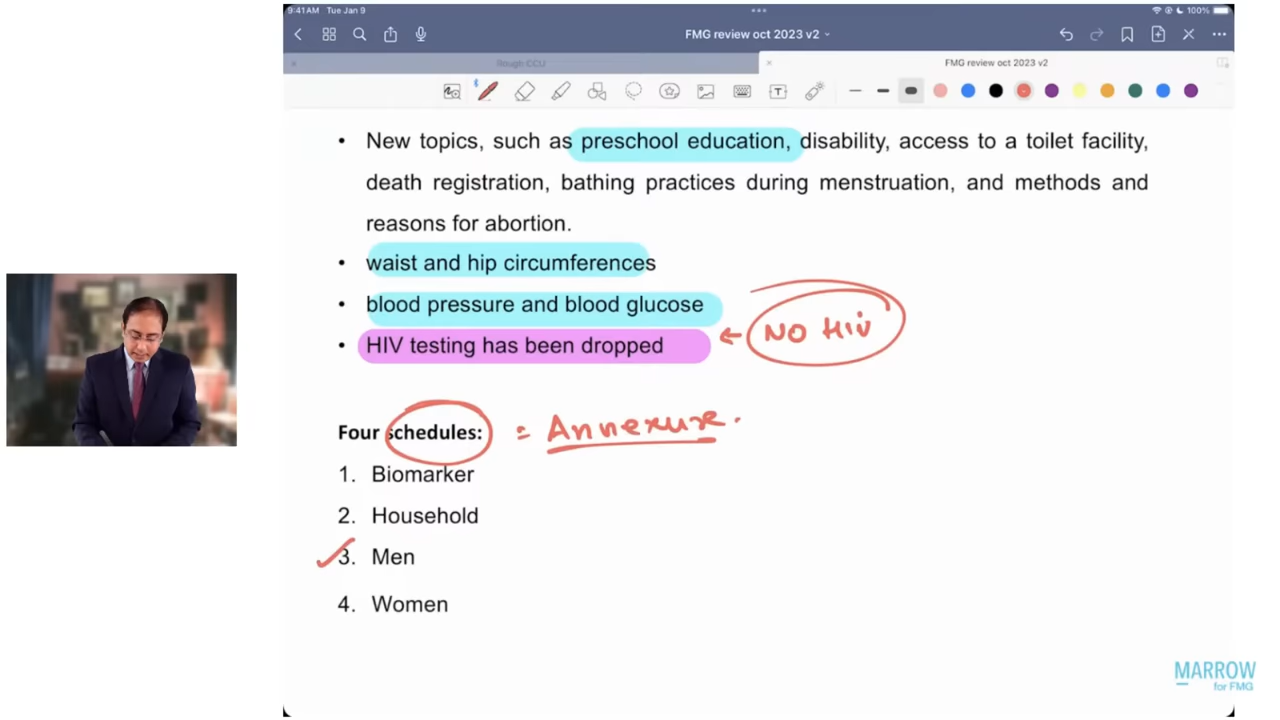 9:41AM Tue Jan 9
100%
FMG review oct 2023 v2
Rough CCU
FMG review oct 2023 v2
T
• New topics, such as preschool education, disability, access to a toilet facility,
death registration, bathing practices during menstruation, and methods and
reasons for abortion.
• waist and hip circumferences
• blood pressure and blood glucose
• HIV testing has been dropped
← NO HIV
Four schedules: = Annexure.
1. Biomarker
2. Household
3. Men
4. Women
MARROW
for FMG